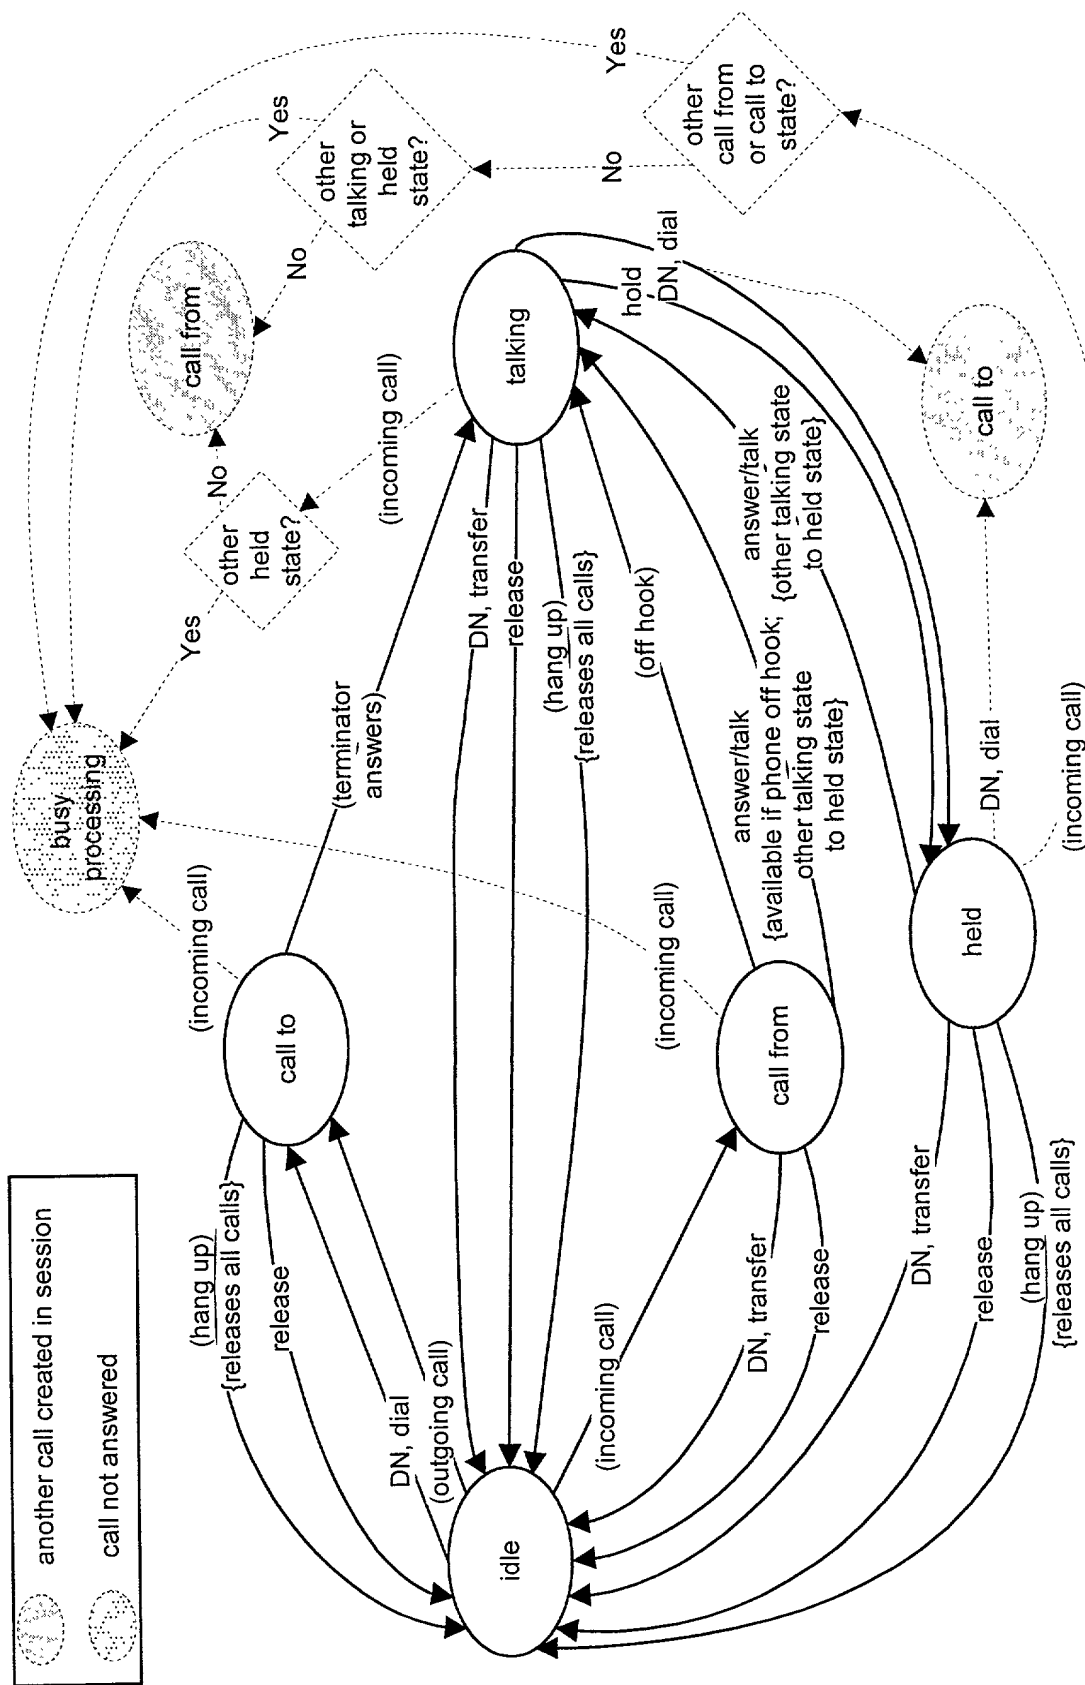 another call created in session
call not answered
busy
processing
Yes
Yes
Yes
other
held
state?
No
call from
No
other
talking or
held
state?
No
other
call from
or call to
state?
(incoming call)
call to
(incoming call)
(terminator
answers)
(hang up)
{releases all calls}
release
DN, dial
(outgoing call)
idle
DN, transfer
release
(hang up)
{releases all calls}
talking
hold
DN, dial
(incoming call)
(incoming call)
call from
(off hook)
answer/talk
{available if phone off hook;
other talking state
to held state}
answer/talk
{other talking state
to held state}
DN, transfer
release
held
DN, transfer
release
(hang up)
{releases all calls}
DN, dial
(incoming call)
call to